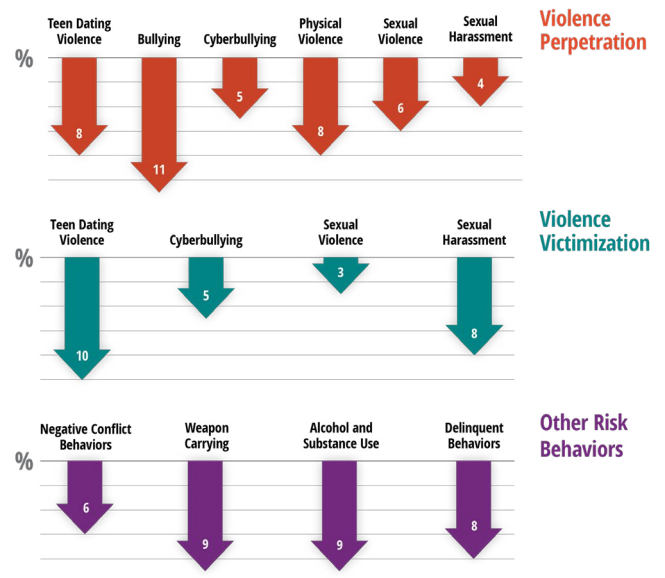 Teen Dating
Violence
Bullying
Cyberbullying
Physical
Violence
Sexual
Violence
Sexual
Harassment
Violence
Perpetration
%
8
11
5
8
6
4
Teen Dating
Violence
Cyberbullying
Sexual
Violence
Sexual
Harassment
Violence
Victimization
%
10
5
3
8
Negative Conflict
Behaviors
Weapon
Carrying
Alcohol and
Substance Use
Delinquent
Behaviors
Other Risk
Behaviors
%
6
9
9
8